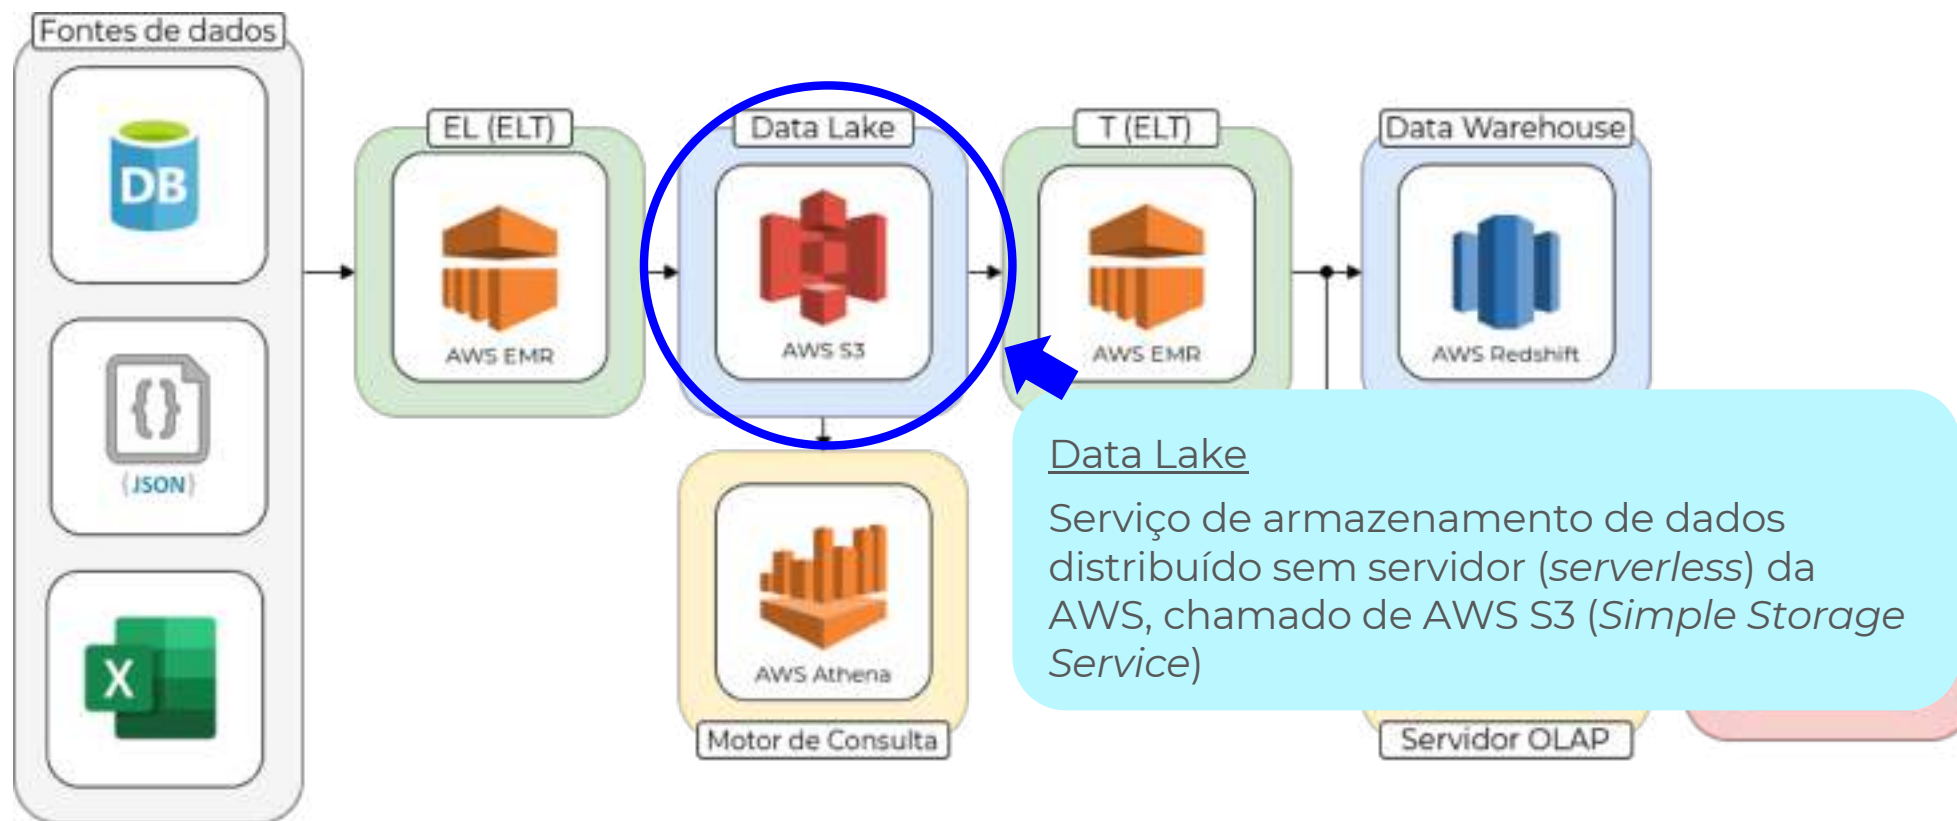 Fontes de dados
DB
{}
{JSON}
X
EL (ELT)
AWS EMR
Data Lake
AWS S3
T (ELT)
AWS EMR
Data Warehouse
AWS Redshift
AWS Athena
Motor de Consulta
Data Lake
Serviço de armazenamento de dados
distribuído sem servidor (serverless) da
AWS, chamado de AWS S3 (Simple Storage
Service)
Servidor OLAP